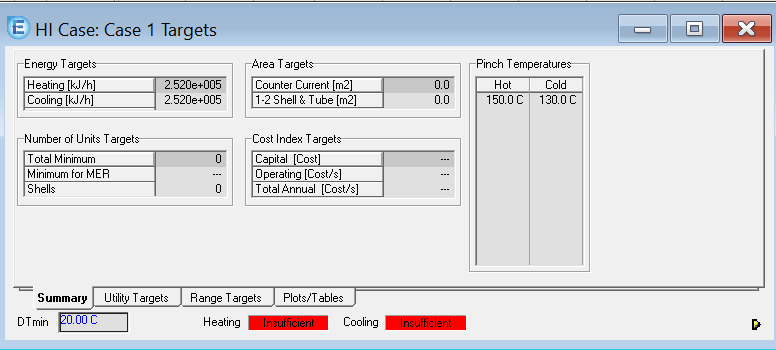 HI Case: Case 1 Targets
Energy Targets
Heating [kJ/h] 2.520e+005
Cooling [kJ/h] 2.520e+005
Area Targets
Counter Current [m2] 0.0
1-2 Shell & Tube [m2] 0.0
Pinch Temperatures
Hot Cold
150.0 C 130.0 C
Number of Units Targets
Total Minimum 0
Minimum for MER ---
Shells 0
Cost Index Targets
Capital [Cost] ---
Operating [Cost/s] ---
Total Annual [Cost/s] ---
Summary Utility Targets Range Targets Plots/Tables
DTmin 20.00 C Heating Insufficient Cooling Insufficient